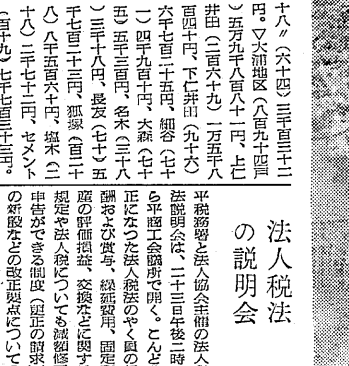 十八〃(六十四)三千百三十二
円。▽大浦地区(八百九十四戸
)五万九千八百八十一円、上仁
井田(二百六十九)一万五千八
百四十円、下仁井田(九十六)
六千七百二十五円、細谷(七十
一)四千九百十円、大森(七十
五)五千三百円、名木(三十八
)三千十八円、長友(七十)五
千七百二十三円、狐塚(百二十
八)八千五百六十円、塩木(二
十八)二千七十二円、セメント
(百十九)七千七百三十三円。
法人税法
の説明会
平税務署と法人協会主催の法人
法説明会は、二十三日午後二時
ら平商工会議所で開く。こんど
正になった法人税法のやく員の
酬および賞与、繰延費用、固定
産の評価損益、交換などに関す
規定や法人税についても減額修
申告ができる制度(更正の請求
の新設などの改正要点について